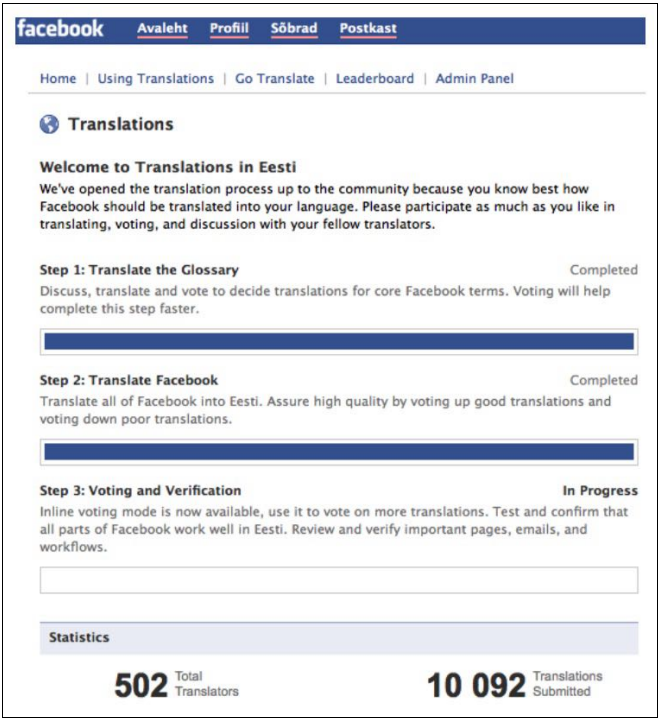 facebook Avaleht Profiil Sõbrad Postkast
Home | Using Translations | Go Translate | Leaderboard | Admin Panel
Translations
Welcome to Translations in Eesti
We've opened the translation process up to the community because you know best how
Facebook should be translated into your language. Please participate as much as you like in
translating, voting, and discussion with your fellow translators.
Step 1: Translate the Glossary Completed
Discuss, translate and vote to decide translations for core Facebook terms. Voting will help
complete this step faster.
Step 2: Translate Facebook Completed
Translate all of Facebook into Eesti. Assure high quality by voting up good translations and
voting down poor translations.
Step 3: Voting and Verification In Progress
Inline voting mode is now available, use it to vote on more translations. Test and confirm that
all parts of Facebook work well in Eesti. Review and verify important pages, emails, and
workflows.
Statistics
502 Total Translators 10 092 Translations Submitted